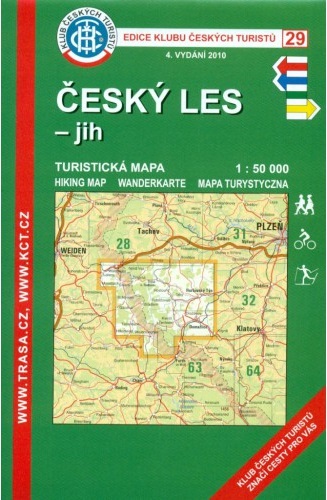 KLUB ČESKÝCH TURISTŮ
EDICE KLUBU ČESKÝCH TURISTŮ 29
4. VYDÁNÍ 2010
ČESKÝ LES
– jih
TURISTICKÁ MAPA 1 : 50 000
HIKING MAP WANDERKARTE MAPA TURYSTYCZNA
WWW.TRASA.CZ, WWW.KCT.CZ
28
Tachov
31
PLZEŇ
WEIDEN
32
Domažlice
Klatovy
63
64
KLUB ČESKÝCH TURISTŮ
ZNAČÍ CESTY PRO VÁS